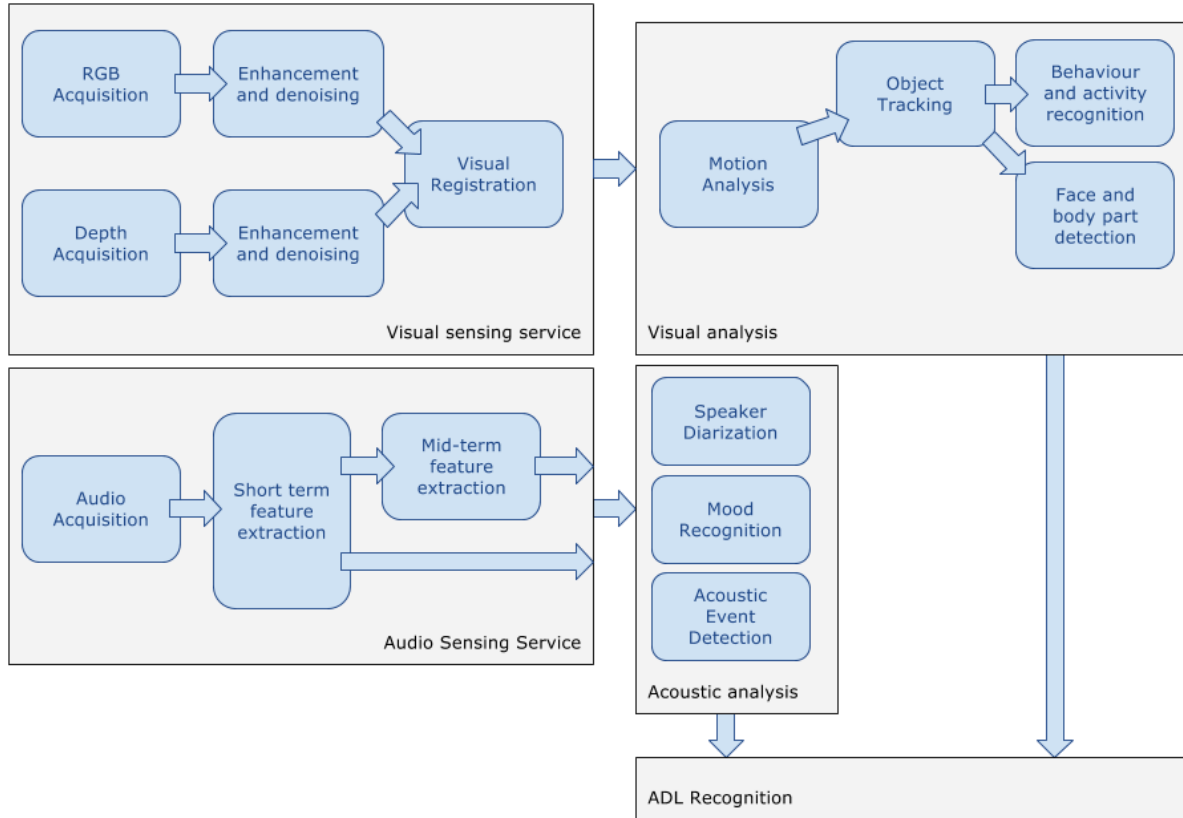 RGB
Acquisition
Enhancement
and denoising
Depth
Acquisition
Enhancement
and denoising
Visual
Registration
Visual sensing service
Motion
Analysis
Object
Tracking
Behaviour
and activity
recognition
Face and
body part
detection
Visual analysis
Audio
Acquisition
Short term
feature
extraction
Mid-term
feature
extraction
Audio Sensing Service
Speaker
Diarization
Mood
Recognition
Acoustic
Event
Detection
Acoustic analysis
ADL Recognition